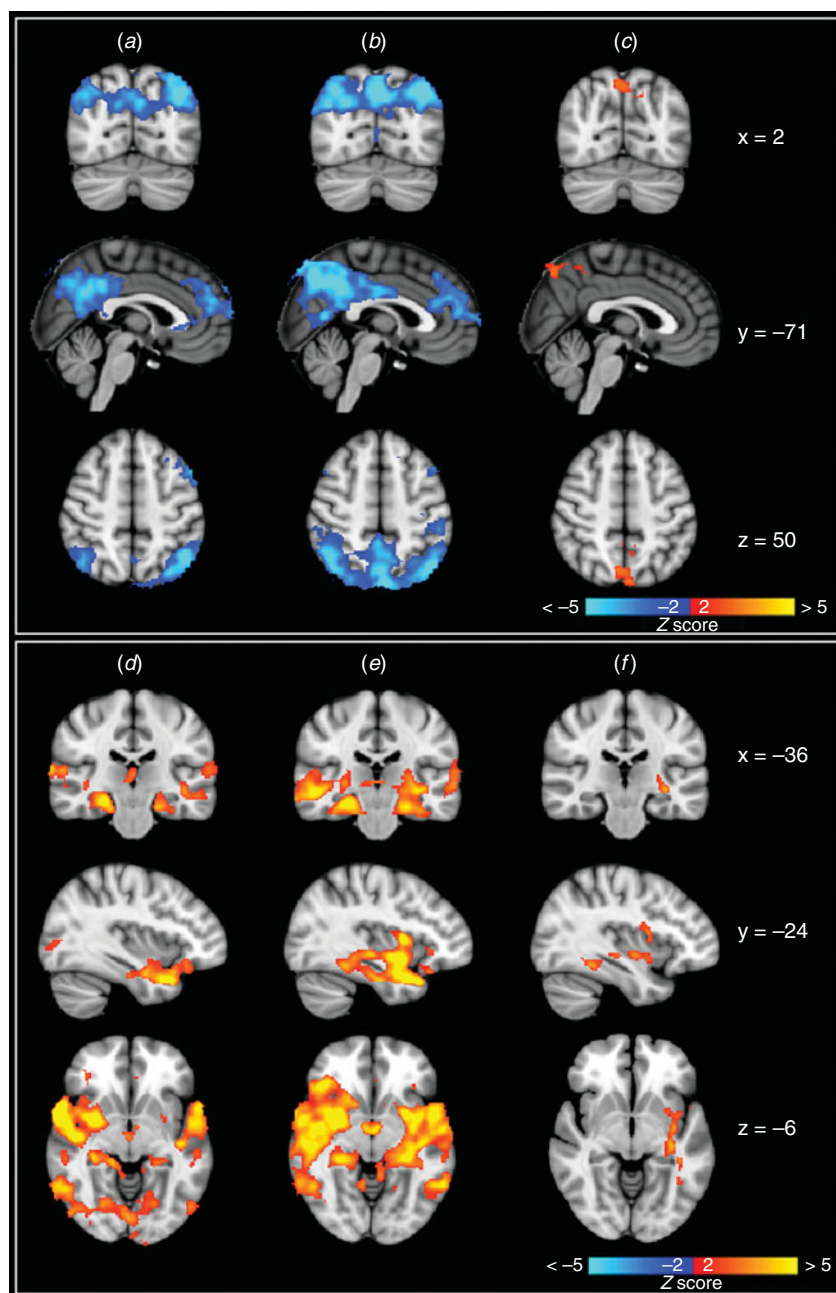 (a) (b) (c)
x = 2
y = –71
z = 50
< –5 –2 2 > 5
Z score
(d) (e) (f)
x = –36
y = –24
z = –6
< –5 –2 2 > 5
Z score